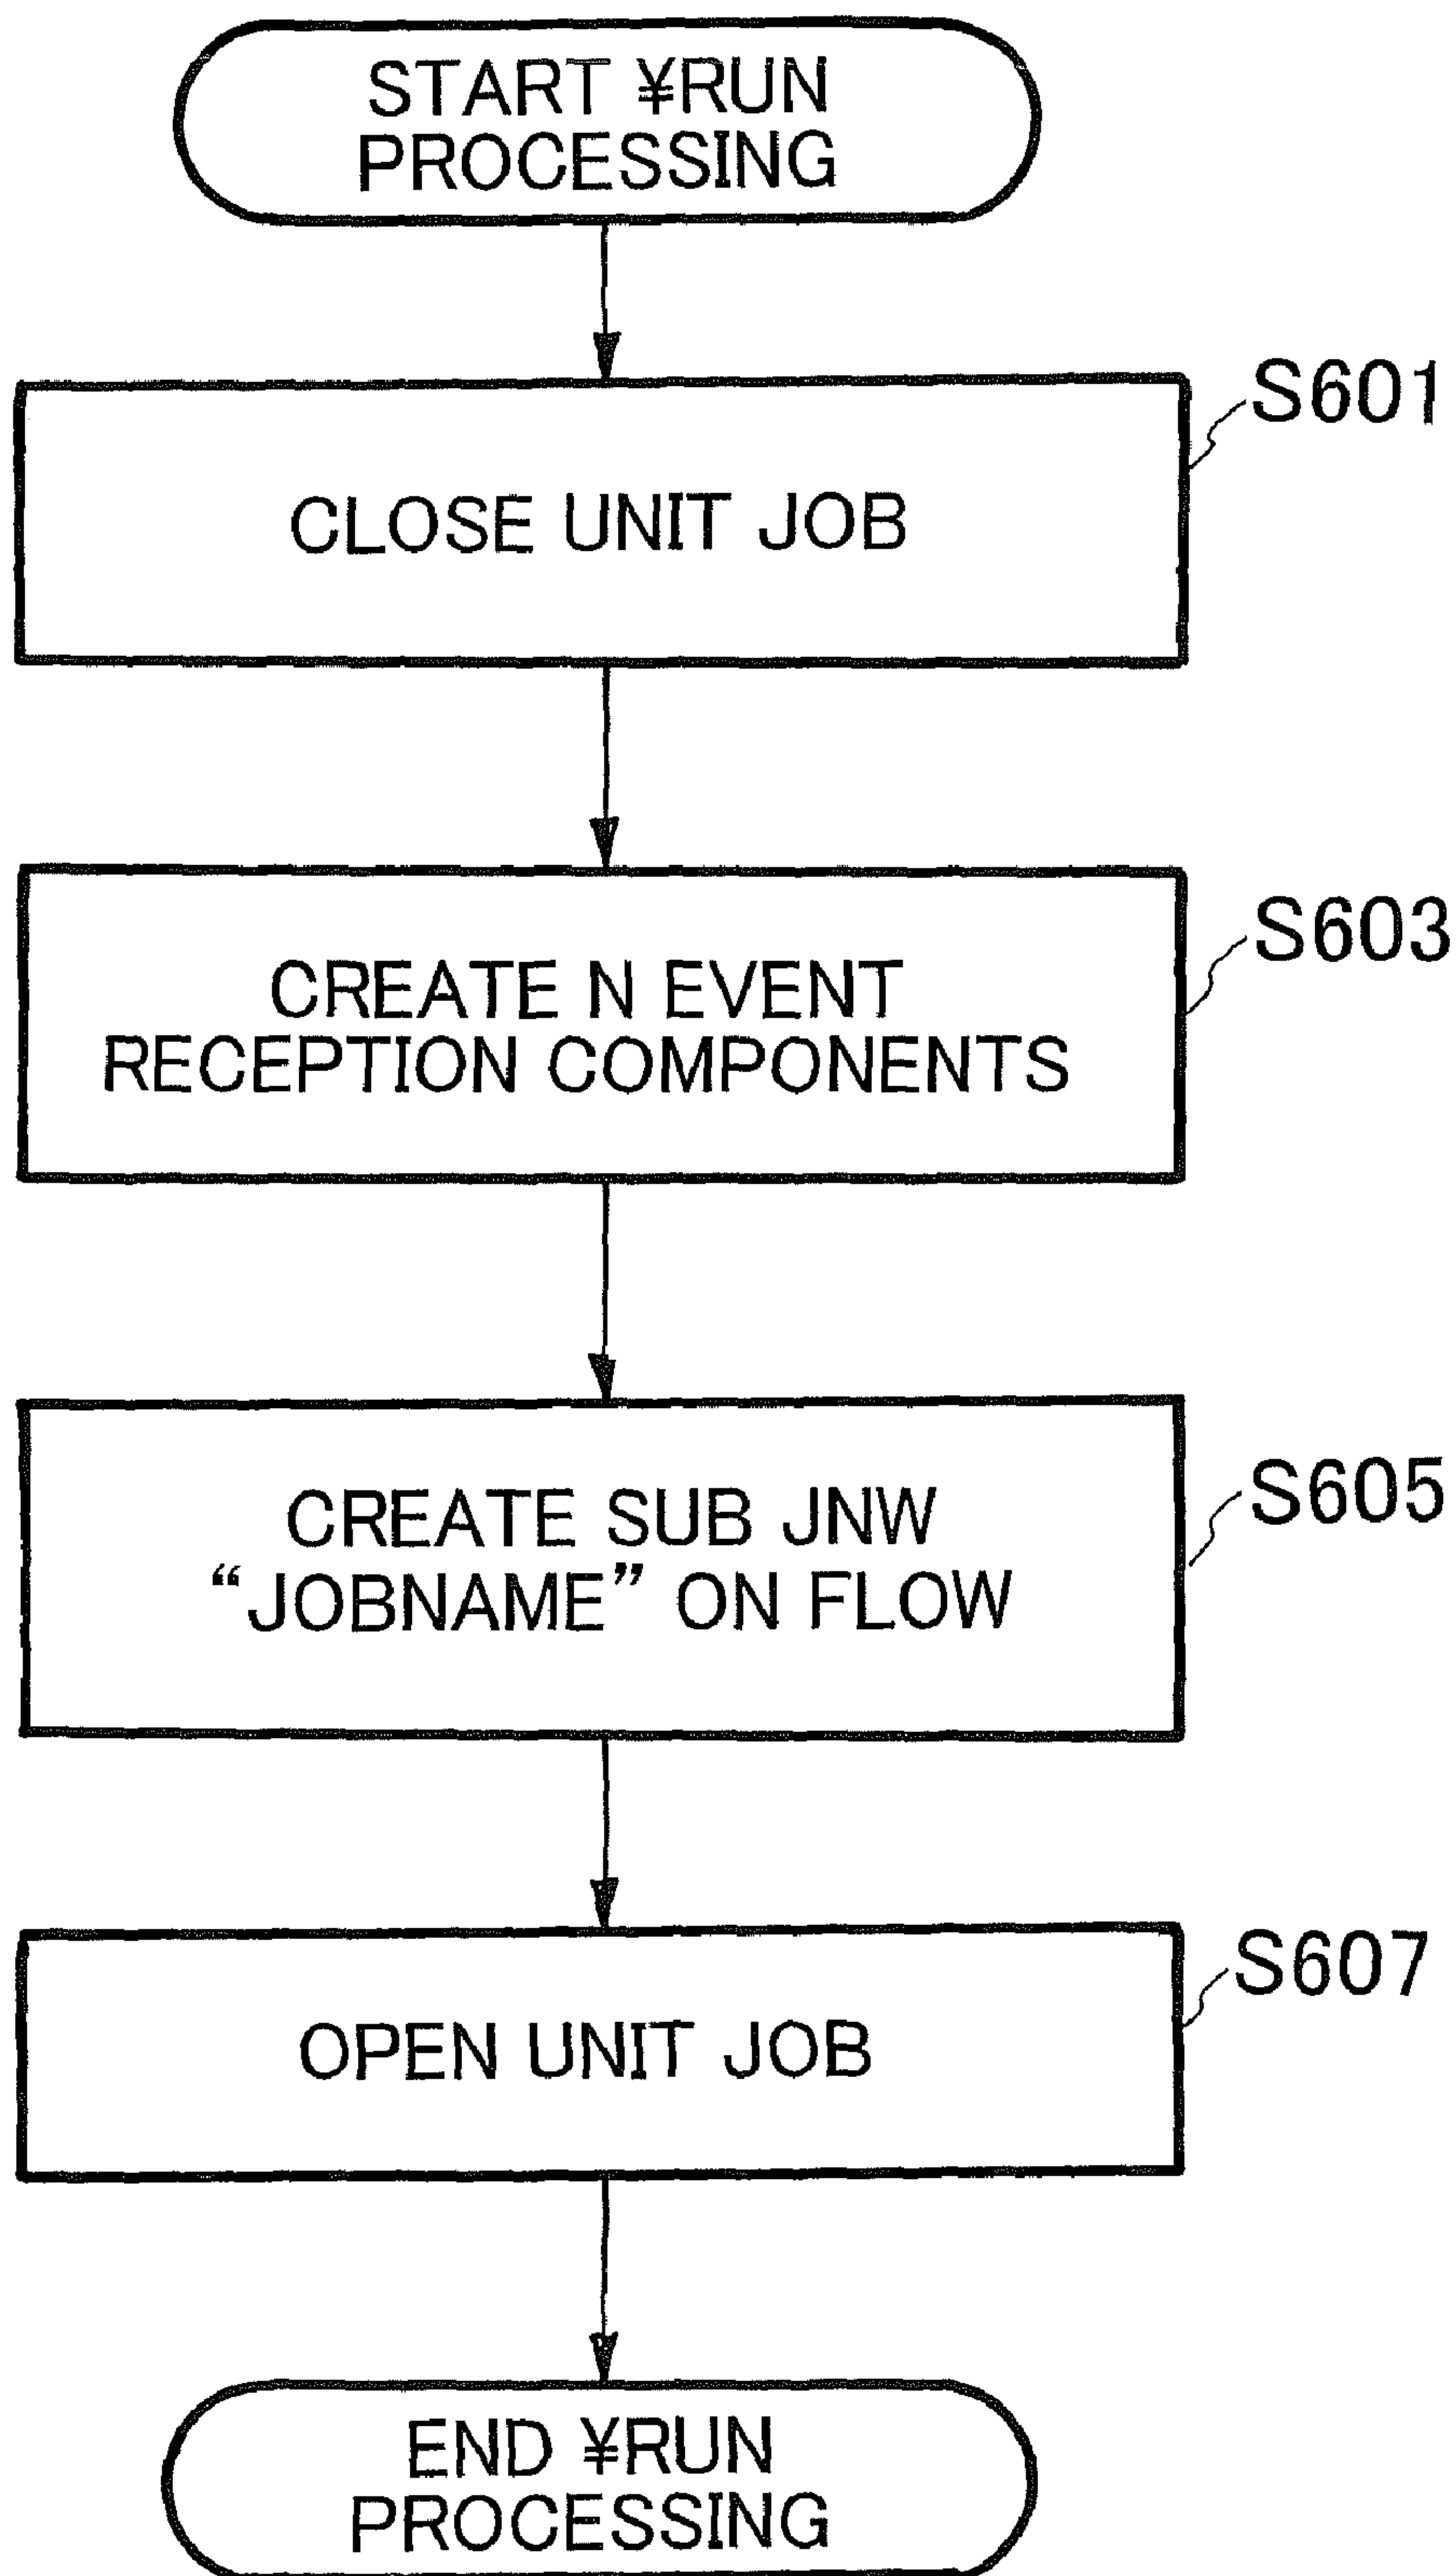 START ¥RUN
PROCESSING
S601
CLOSE UNIT JOB
S603
CREATE N EVENT
RECEPTION COMPONENTS
S605
CREATE SUB JNW
“JOBNAME” ON FLOW
S607
OPEN UNIT JOB
END ¥RUN
PROCESSING